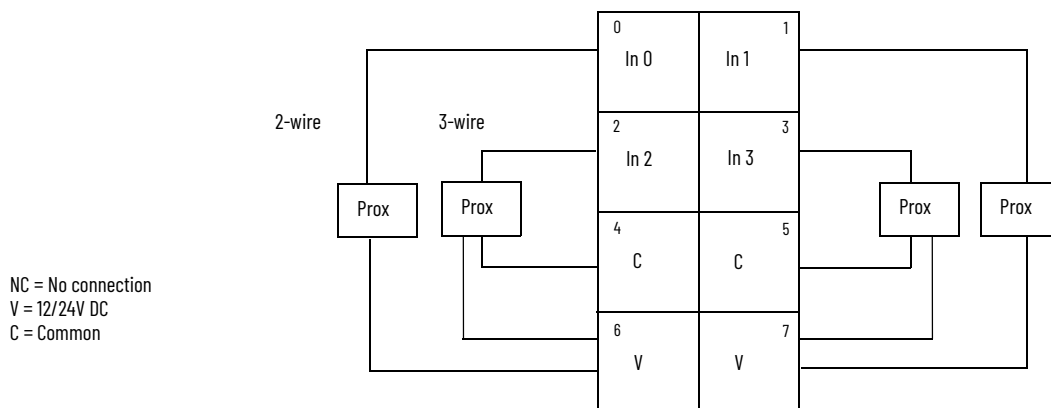 0
1
In 0
In 1
2-wire
3-wire
2
3
In 2
In 3
Prox
Prox
Prox
Prox
4
5
C
C
NC = No connection
V = 12/24V DC
C = Common
6
7
V
V